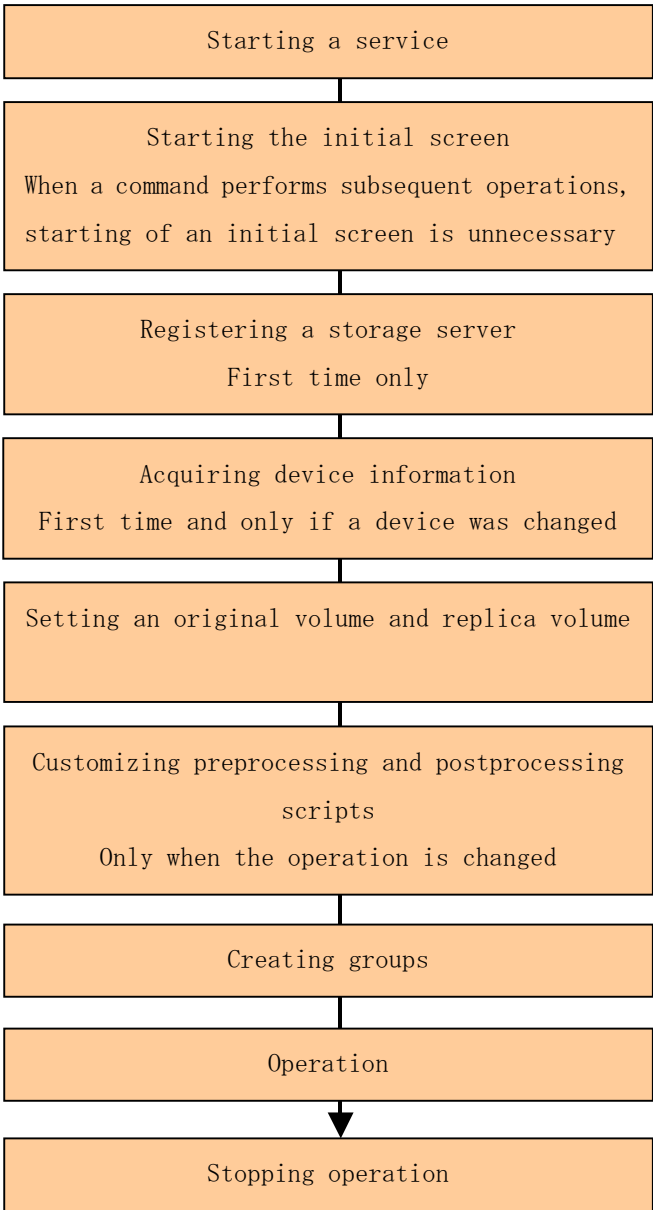 Starting a service
Starting the initial screen
When a command performs subsequent operations,
starting of an initial screen is unnecessary
Registering a storage server
First time only
Acquiring device information
First time and only if a device was changed
Setting an original volume and replica volume
Customizing preprocessing and postprocessing
scripts
Only when the operation is changed
Creating groups
Operation
Stopping operation